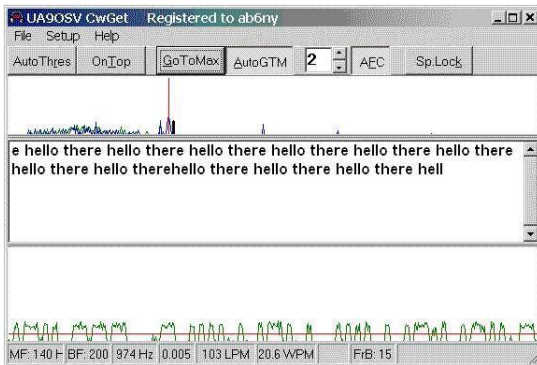 UA9OSV CwGet Registered to ab6ny
File Setup Help
AutoThres OnTop GoToMax AutoGTM 2 AFC Sp.Lock
e hello there hello there hello there hello there hello there hello there
hello there hello therehello there hello there hello there hell
MF: 140 H BF: 200 974 Hz 0.005 103 LPM 20.6 WPM FrB: 15